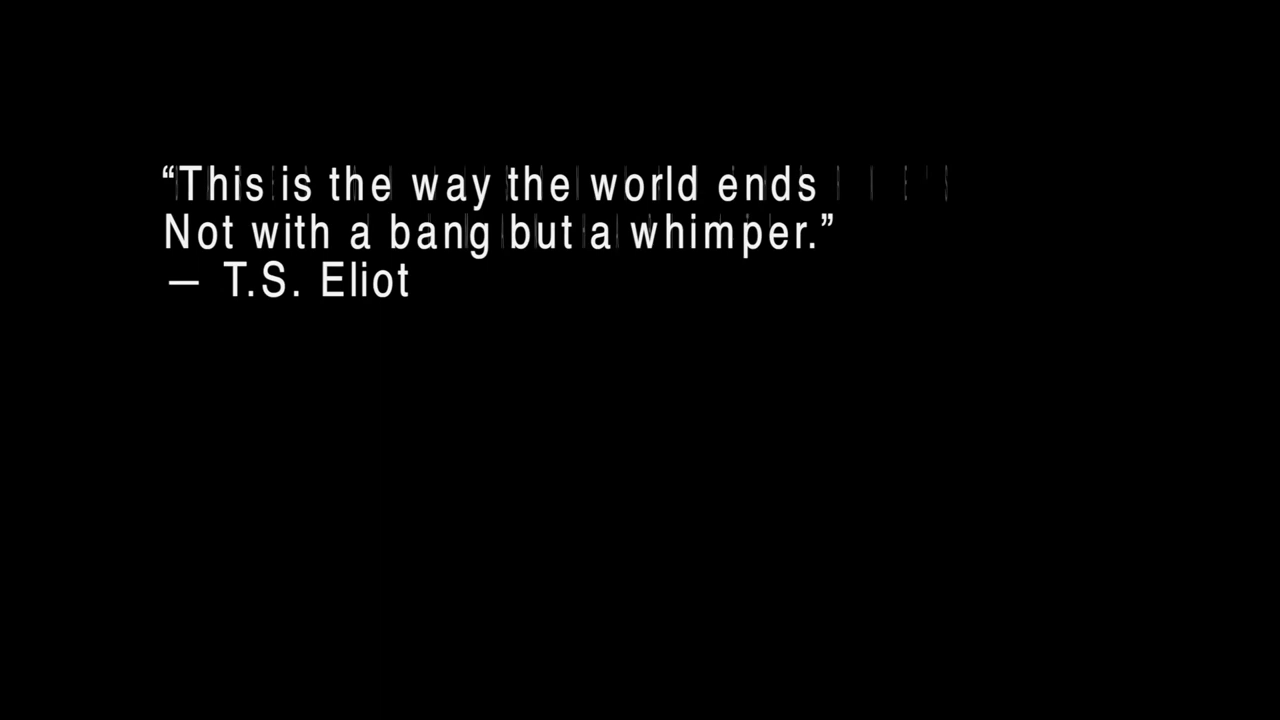 “This is the way the world ends
Not with a bang but a whimper.”
— T.S. Eliot